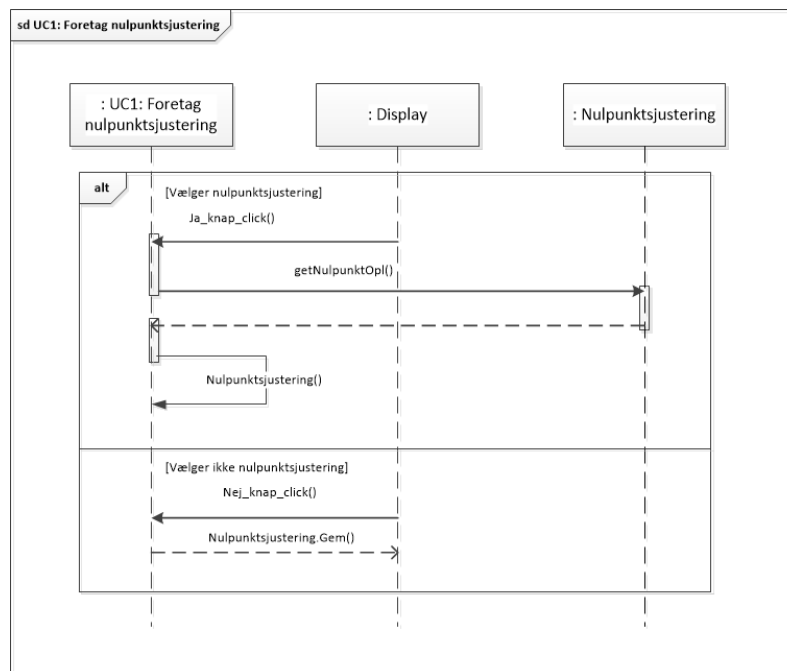 sd UC1: Foretag nulpunktsjustering
: UC1: Foretag
nulpunktsjustering
: Display
: Nulpunktsjustering
alt
[Vælger nulpunktsjustering]
Ja_knap_click()
getNulpunktOpl()
Nulpunktsjustering()
[Vælger ikke nulpunktsjustering]
Nej_knap_click()
Nulpunktsjustering.Gem()